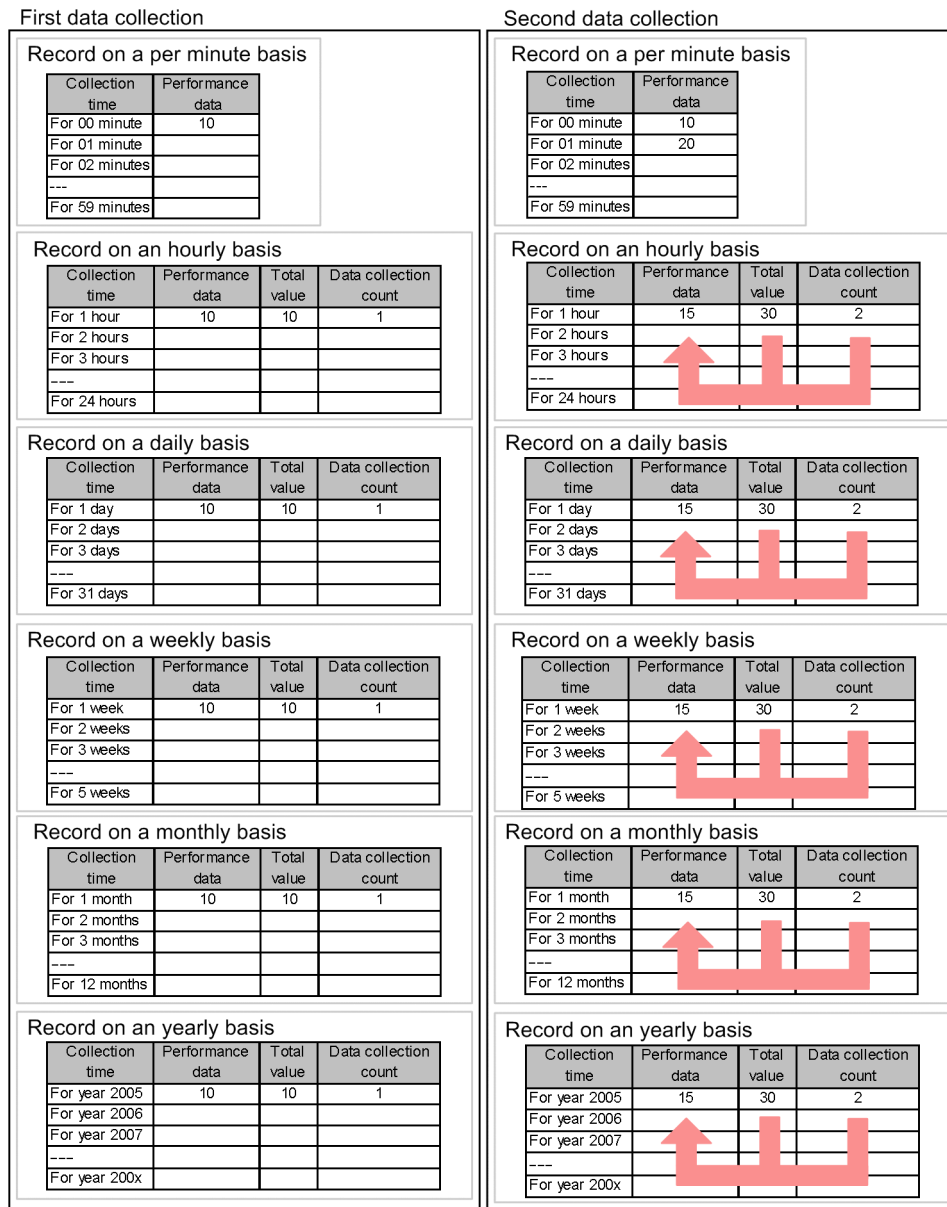 First data collection
Record on a per minute basis
Collection time Performance data
For 00 minute 10
For 01 minute
For 02 minutes
---
For 59 minutes
Record on an hourly basis
Collection time Performance data Total value Data collection count
For 1 hour 10 10 1
For 2 hours
For 3 hours
---
For 24 hours
Record on a daily basis
Collection time Performance data Total value Data collection count
For 1 day 10 10 1
For 2 days
For 3 days
---
For 31 days
Record on a weekly basis
Collection time Performance data Total value Data collection count
For 1 week 10 10 1
For 2 weeks
For 3 weeks
---
For 5 weeks
Record on a monthly basis
Collection time Performance data Total value Data collection count
For 1 month 10 10 1
For 2 months
For 3 months
---
For 12 months
Record on an yearly basis
Collection time Performance data Total value Data collection count
For year 2005 10 10 1
For year 2006
For year 2007
---
For year 200x
Second data collection
Record on a per minute basis
Collection time Performance data
For 00 minute 10
For 01 minute 20
For 02 minutes
---
For 59 minutes
Record on an hourly basis
Collection time Performance data Total value Data collection count
For 1 hour 15 30 2
For 2 hours
For 3 hours
---
For 24 hours
Record on a daily basis
Collection time Performance data Total value Data collection count
For 1 day 15 30 2
For 2 days
For 3 days
---
For 31 days
Record on a weekly basis
Collection time Performance data Total value Data collection count
For 1 week 15 30 2
For 2 weeks
For 3 weeks
---
For 5 weeks
Record on a monthly basis
Collection time Performance data Total value Data collection count
For 1 month 15 30 2
For 2 months
For 3 months
---
For 12 months
Record on an yearly basis
Collection time Performance data Total value Data collection count
For year 2005 15 30 2
For year 2006
For year 2007
---
For year 200x